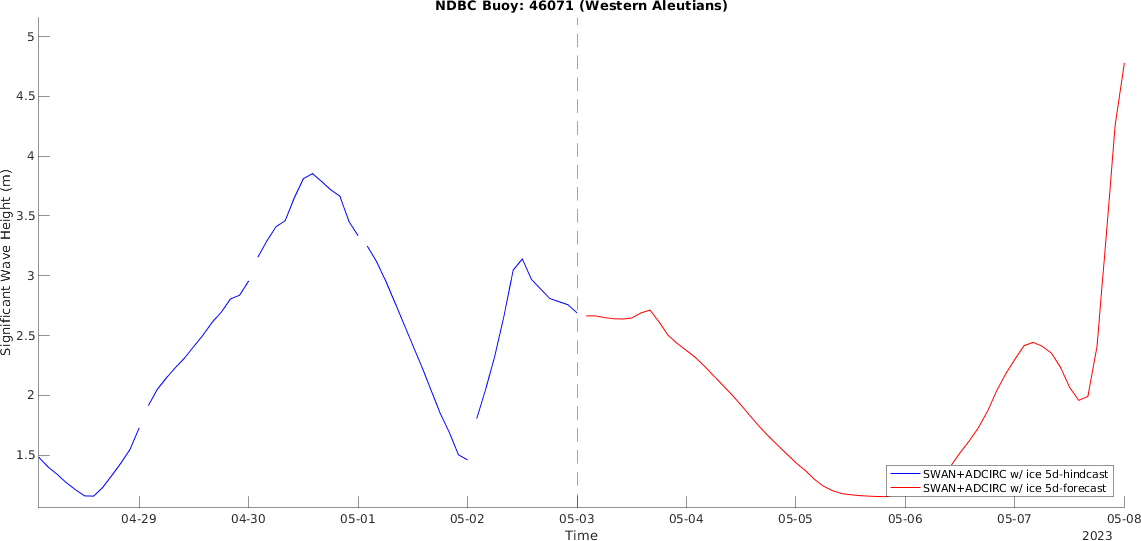 NDBC Buoy: 46071 (Western Aleutians)
5
4.5
4
3.5
3
2.5
2
1.5
Significant Wave Height (m)
SWAN+ADCIRC w/ ice 5d-hindcast
SWAN+ADCIRC w/ ice 5d-forecast
04-29 04-30 05-01 05-02 05-03 05-04 05-05 05-06 05-07 05-08
Time 2023